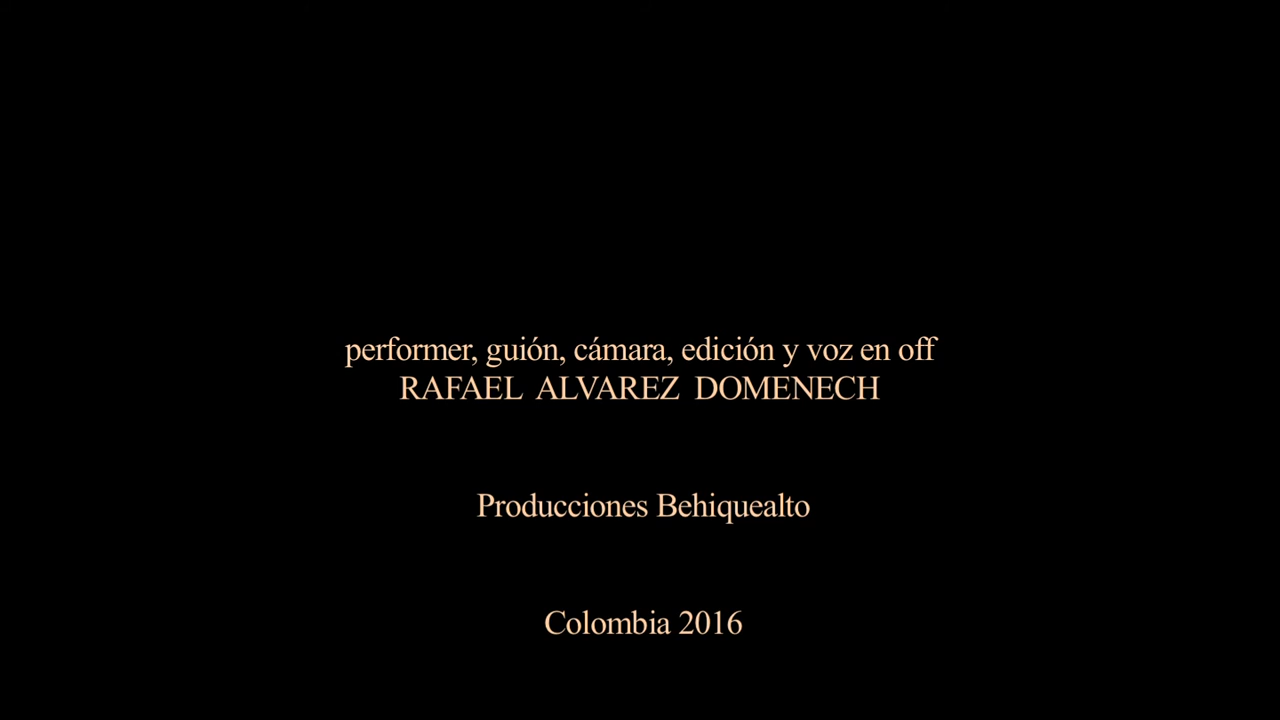 performer, guión, cámara, edición y voz en off
RAFAEL ALVAREZ DOMENECH
Producciones Behiquealto
Colombia 2016